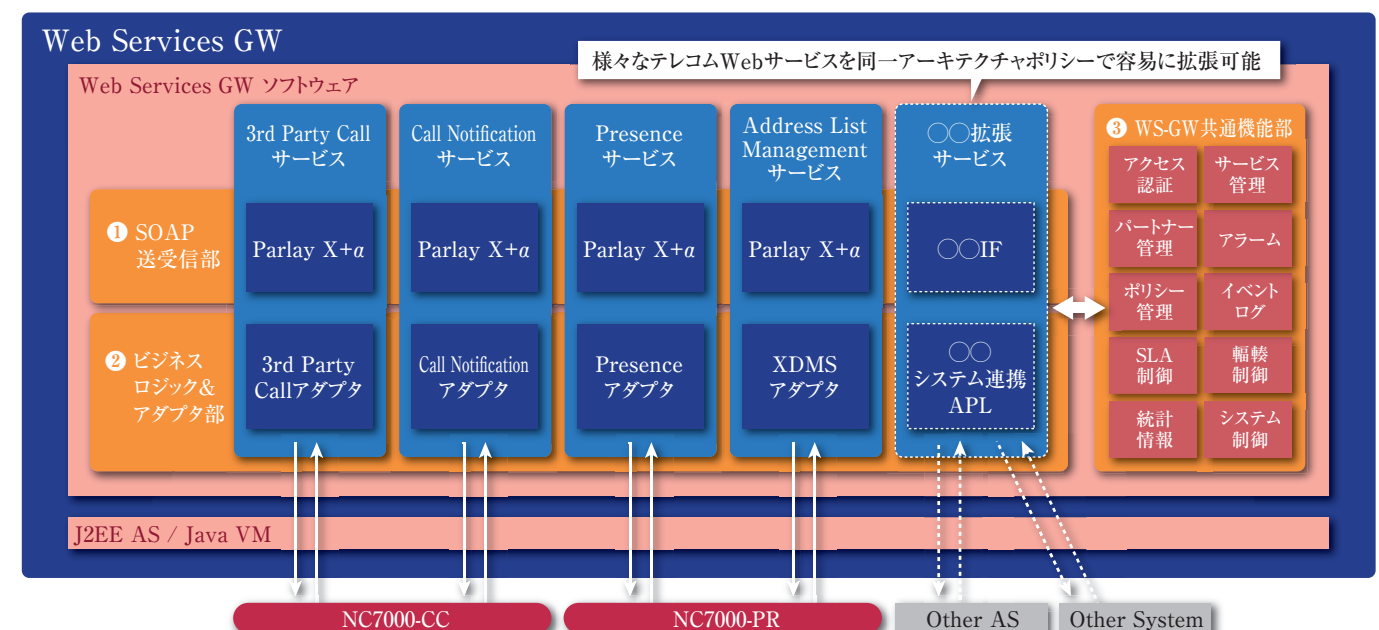 Web Services GW
様々なテレコムWebサービスを同一アーキテクチャポリシーで容易に拡張可能
Web Services GW ソフトウェア
3rd Party Call
サービス
Call Notification
サービス
Presence
サービス
Address List
Management
サービス
○○拡張
サービス
❶ SOAP
送受信部
Parlay X+α
Parlay X+α
Parlay X+α
Parlay X+α
○○IF
❷ ビジネス
ロジック&
アダプタ部
3rd Party
Callアダプタ
Call Notification
アダプタ
Presence
アダプタ
XDMS
アダプタ
○○
システム連携
APL
❸ WS-GW共通機能部
アクセス
認証
サービス
管理
パートナー
管理
アラーム
ポリシー
管理
イベント
ログ
SLA
制御
輻輳
制御
統計
情報
システム
制御
J2EE AS / Java VM
NC7000-CC
NC7000-PR
Other AS
Other System